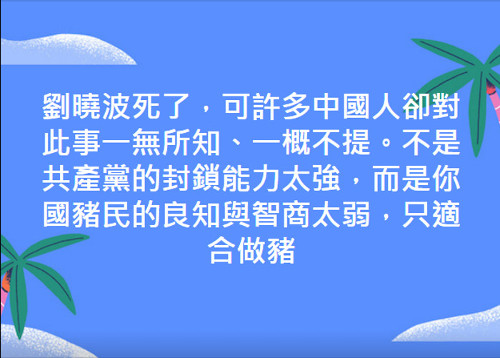 劉曉波死了，可許多中國人卻對
此事一無所知、一概不提。不是
共產黨的封鎖能力太強，而是你
國豬民的良知與智商太弱，只適
合做豬